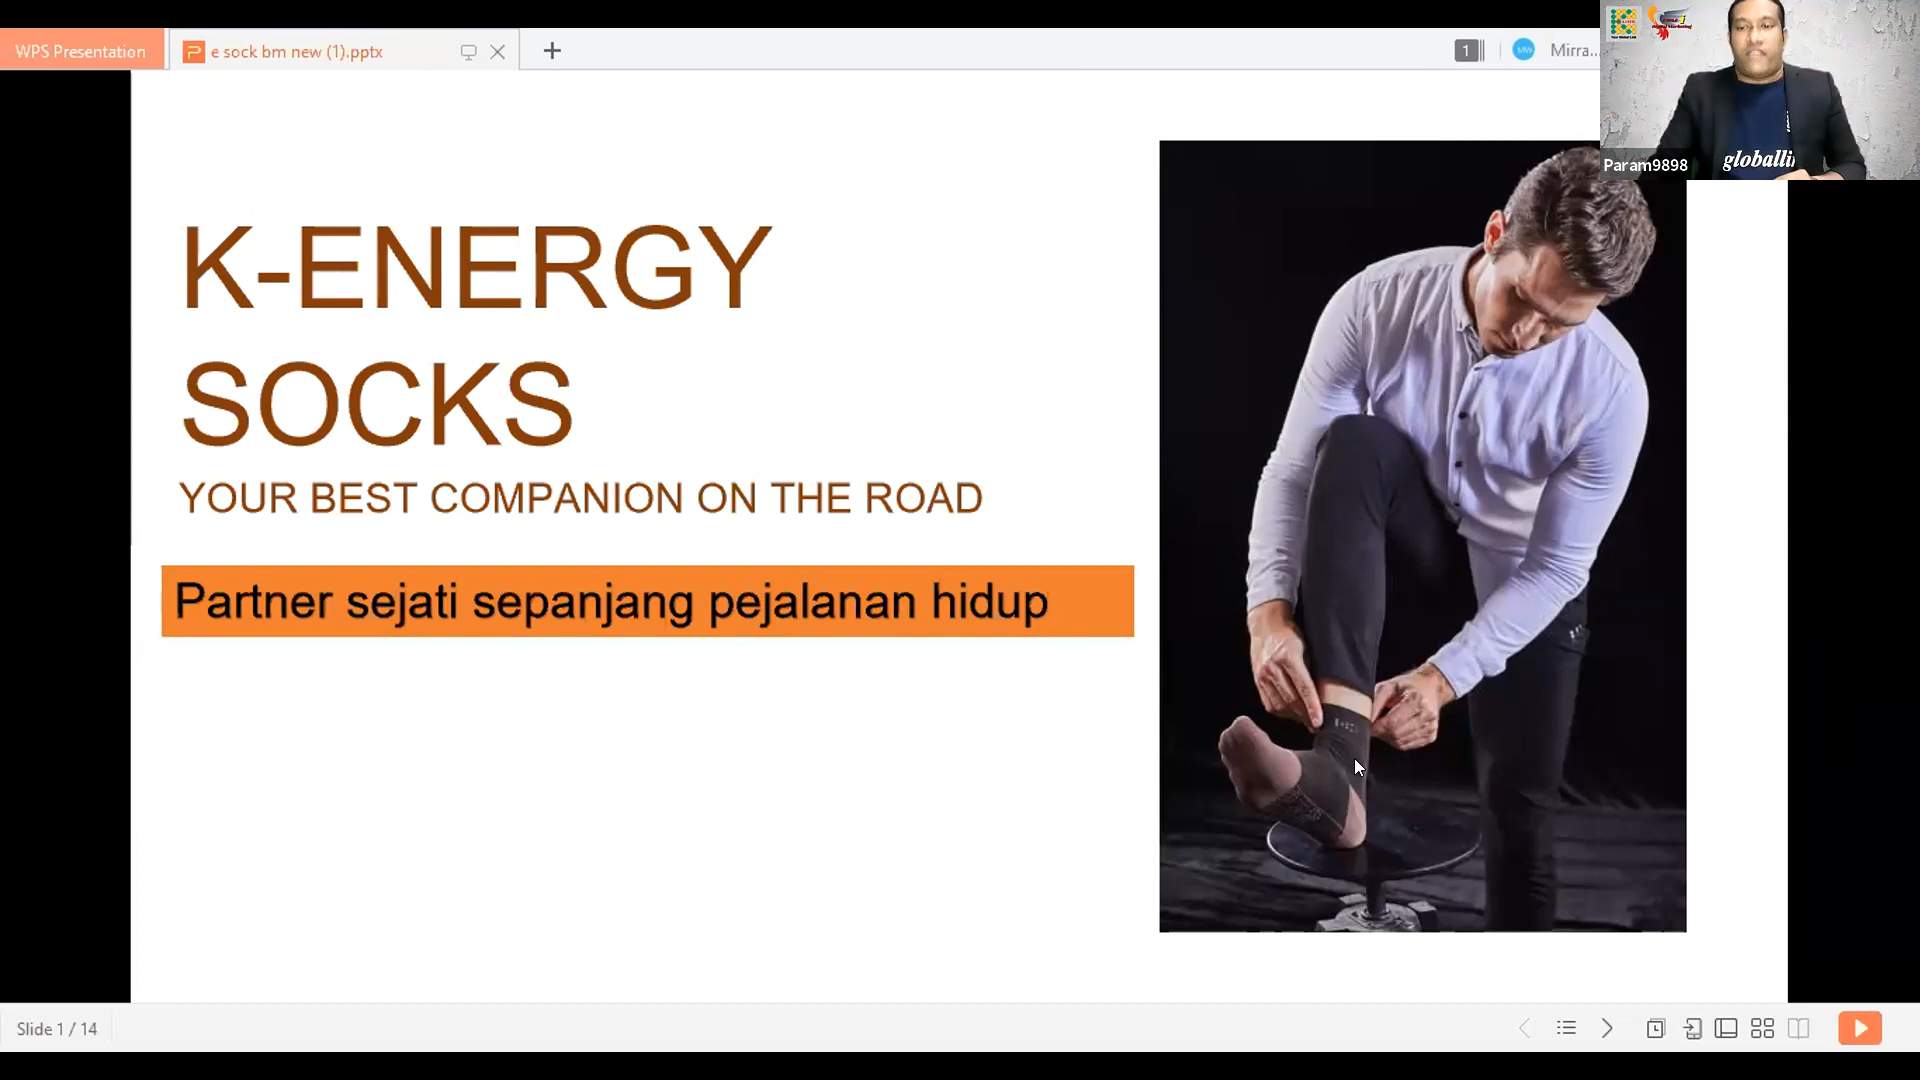 WPS Presentation
e sock bm new (1).pptx
1
MW
Mirra...
Param9898
globalli
K-ENERGY
SOCKS
YOUR BEST COMPANION ON THE ROAD
Partner sejati sepanjang pejalanan hidup
Slide 1 / 14